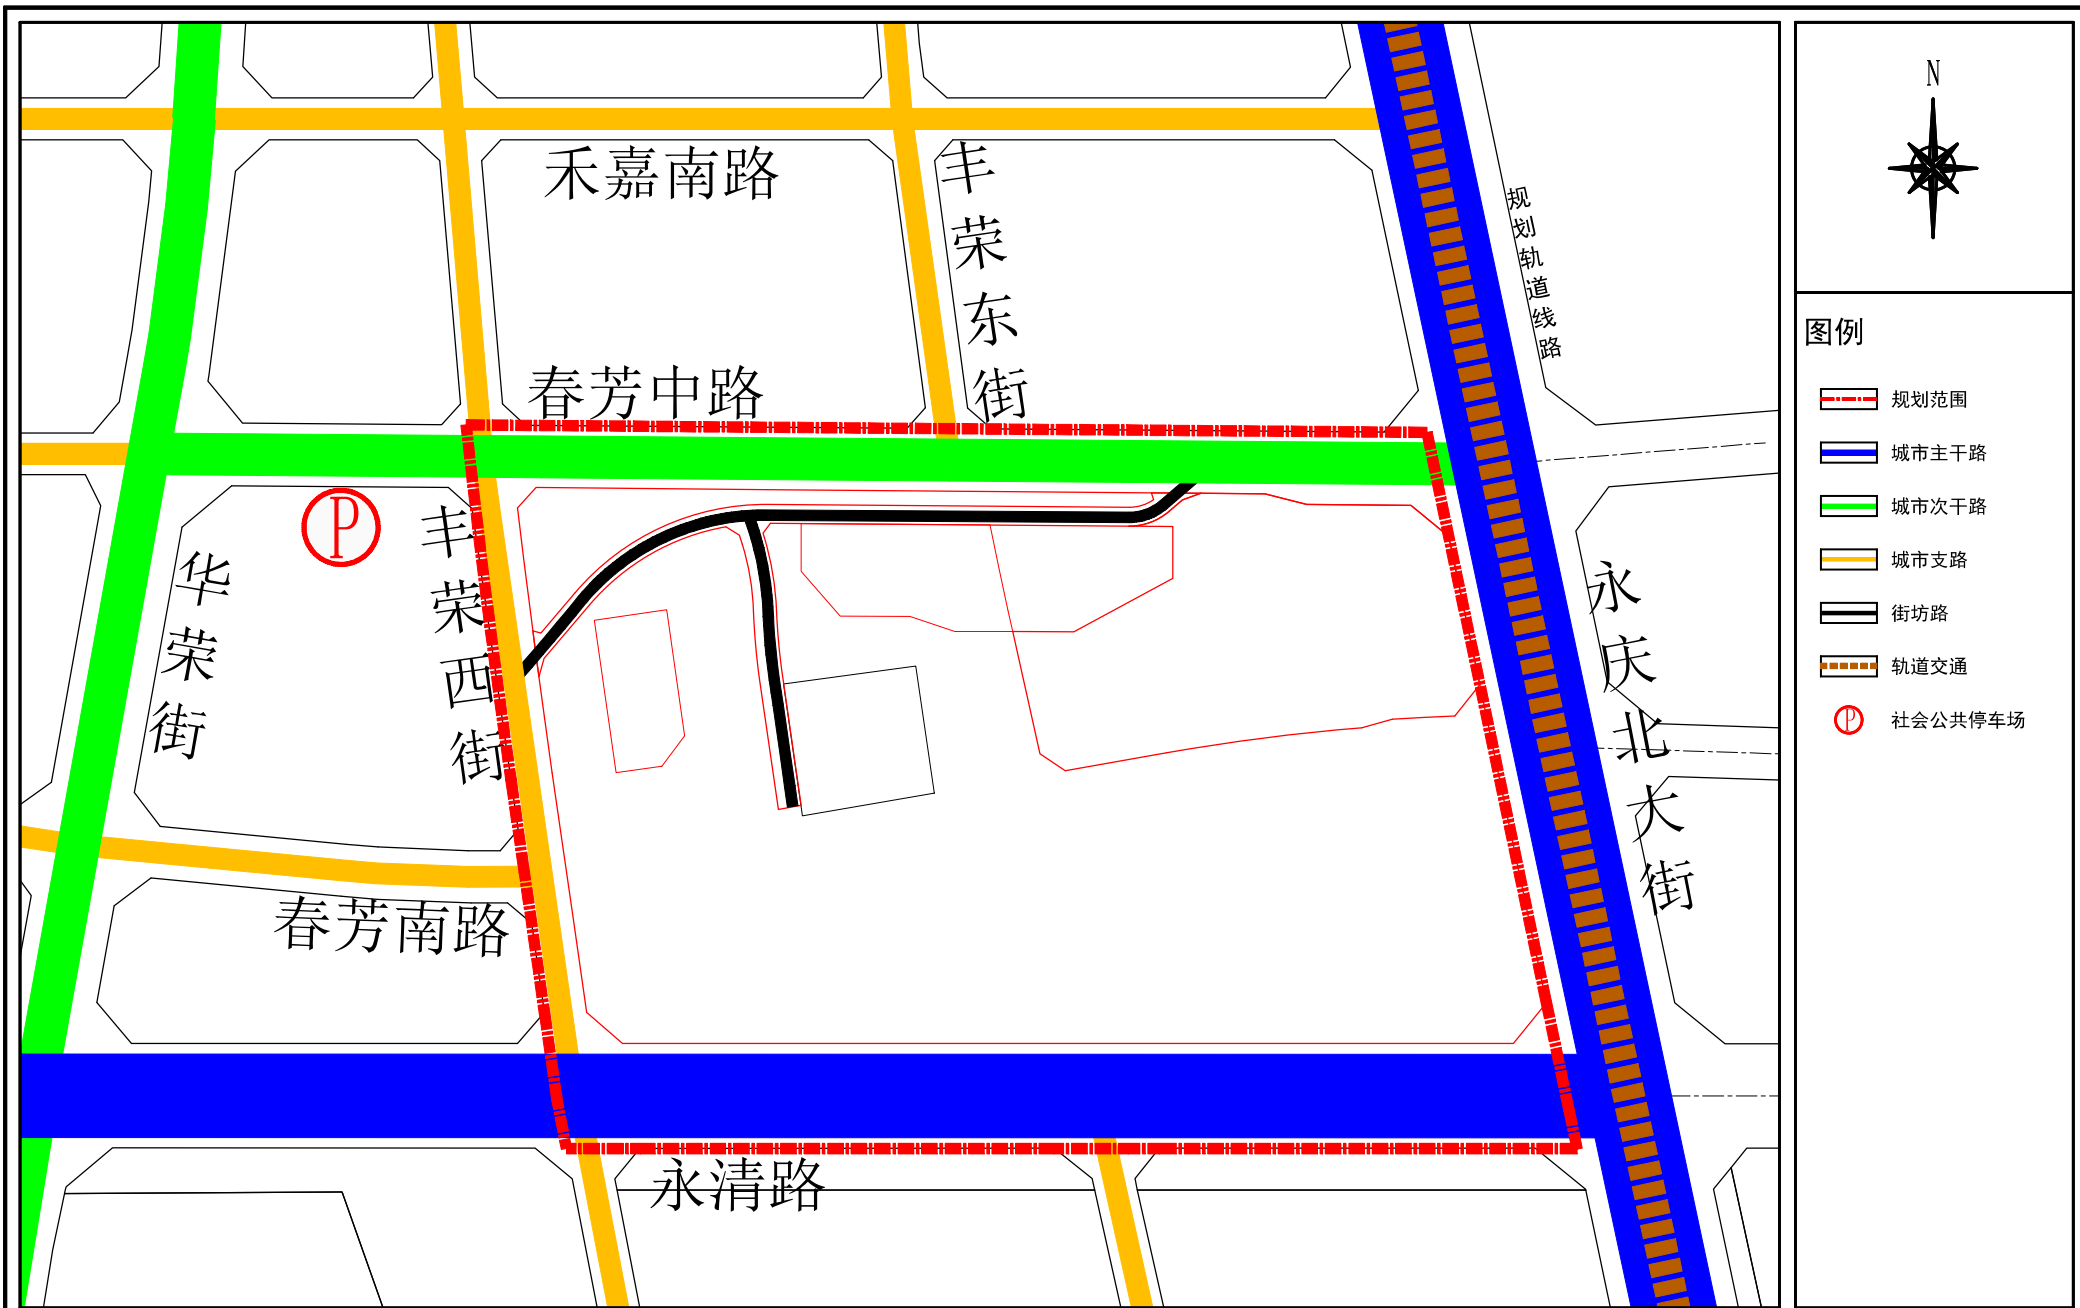 禾嘉南路
丰荣东街
规划轨道线路
春芳中路
P
丰荣西街
华荣街
永庆北大街
春芳南路
永清路
N
图例
规划范围
城市主干路
城市次干路
城市支路
街坊路
轨道交通
P
社会公共停车场